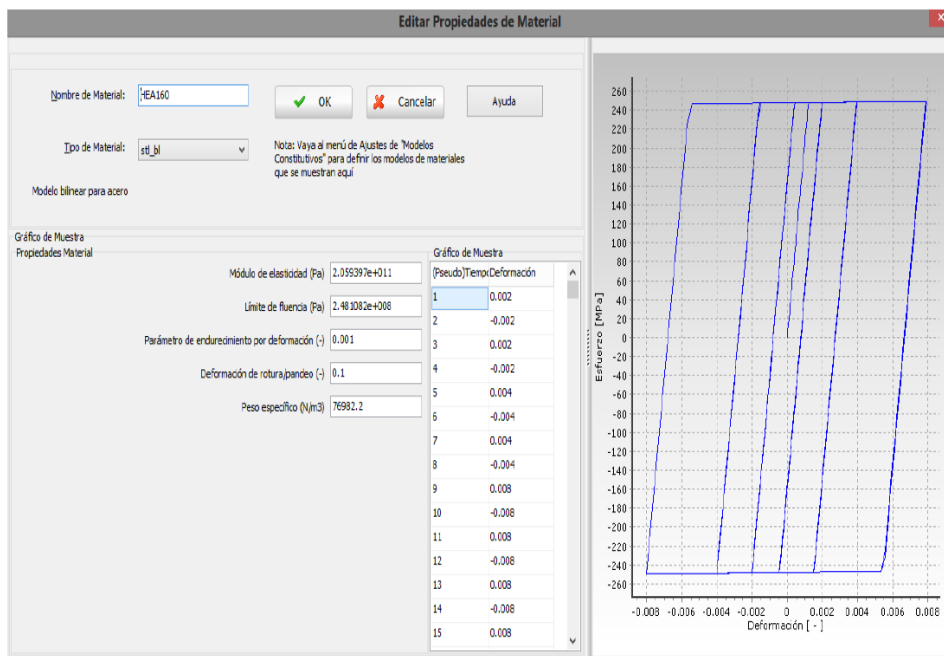 Editar Propiedades de Material
x
Nombre de Material: HEA160
OK
Cancelar
Ayuda
Tipo de Material: stl_bl
Nota: Vaya al menú de Ajustes de "Modelos
Constitutivos" para definir los modelos de materiales
que se muestran aquí
Modelo bilinear para acero
Gráfico de Muestra
Propiedades Material
Módulo de elasticidad (Pa) 2.059397e+011
Límite de fluencia (Pa) 2.481082e+008
Parámetro de endurecimiento por deformación (-) 0.001
Deformación de rotura/pandeo (-) 0.1
Peso específico (N/m3) 76982.2
Gráfico de Muestra
(Pseudo)Tiempo Deformación
1 0.002
2 -0.002
3 0.002
4 -0.002
5 0.004
6 -0.004
7 0.004
8 -0.004
9 0.008
10 -0.008
11 0.008
12 -0.008
13 0.008
14 -0.008
15 0.008
Esfuerzo [MPa]
260
240
220
200
180
160
140
120
100
80
60
40
20
0
-20
-40
-60
-80
-100
-120
-140
-160
-180
-200
-220
-240
-260
-0.008 -0.006 -0.004 -0.002 0 0.002 0.004 0.006 0.008
Deformación [ - ]